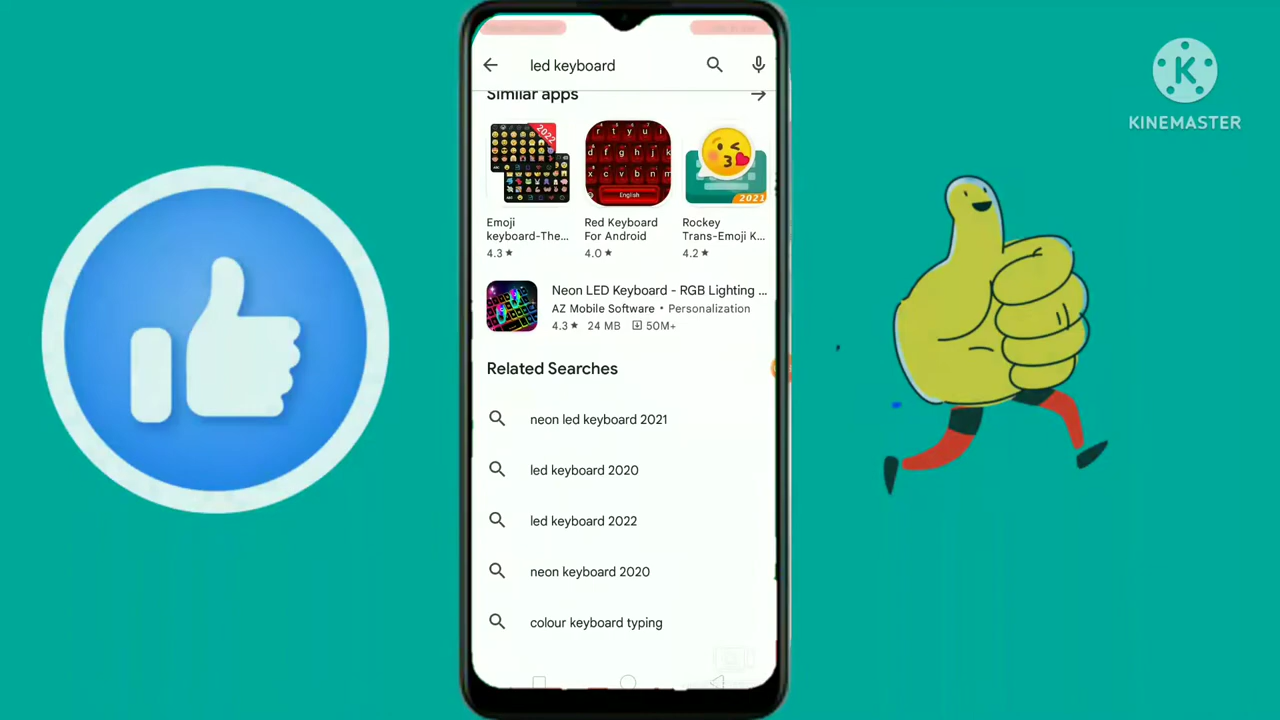 led keyboard
Similar apps
2022
r t y u i
d f g h j k
x c v b n m
English
2021
Emoji
keyboard-The...
4.3★
Red Keyboard
For Android
4.0★
Rockey
Trans-Emoji K...
4.2★
Neon LED Keyboard - RGB Lighting ...
AZ Mobile Software • Personalization
4.3★ 24 MB 50M+
Related Searches
neon led keyboard 2021
led keyboard 2020
led keyboard 2022
neon keyboard 2020
colour keyboard typing
K
KINEMASTER